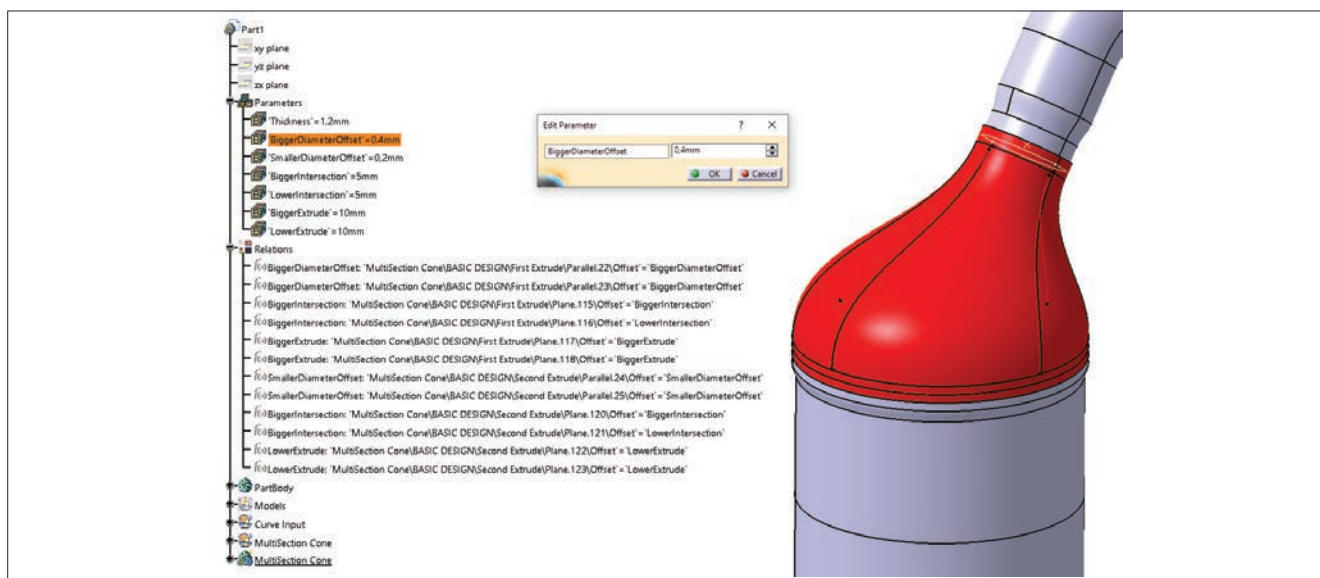 Part1
xy plane
yz plane
zx plane
Parameters
`Thickness`=1,2mm
`BiggerDiameterOffset`=0,4mm
`SmallerDiameterOffset`=0,2mm
`BiggerIntersection`=5mm
`LowerIntersection`=5mm
`BiggerExtrude`=10mm
`LowerExtrude`=10mm
Relations
f(x) BiggerDiameterOffset: `MultiSection Cone\BASIC DESIGN\First Extrude\Parallel.22\Offset`=`BiggerDiameterOffset`
f(x) BiggerDiameterOffset: `MultiSection Cone\BASIC DESIGN\First Extrude\Parallel.23\Offset`=`BiggerDiameterOffset`
f(x) BiggerIntersection: `MultiSection Cone\BASIC DESIGN\First Extrude\Plane.115\Offset`=`BiggerIntersection`
f(x) BiggerIntersection: `MultiSection Cone\BASIC DESIGN\First Extrude\Plane.116\Offset`=`LowerIntersection`
f(x) BiggerExtrude: `MultiSection Cone\BASIC DESIGN\First Extrude\Plane.117\Offset`=`BiggerExtrude`
f(x) BiggerExtrude: `MultiSection Cone\BASIC DESIGN\First Extrude\Plane.118\Offset`=`BiggerExtrude`
f(x) SmallerDiameterOffset: `MultiSection Cone\BASIC DESIGN\Second Extrude\Parallel.24\Offset`=`SmallerDiameterOffset`
f(x) SmallerDiameterOffset: `MultiSection Cone\BASIC DESIGN\Second Extrude\Parallel.25\Offset`=`SmallerDiameterOffset`
f(x) BiggerIntersection: `MultiSection Cone\BASIC DESIGN\Second Extrude\Plane.120\Offset`=`BiggerIntersection`
f(x) BiggerIntersection: `MultiSection Cone\BASIC DESIGN\Second Extrude\Plane.121\Offset`=`LowerIntersection`
f(x) LowerExtrude: `MultiSection Cone\BASIC DESIGN\Second Extrude\Plane.122\Offset`=`LowerExtrude`
f(x) LowerExtrude: `MultiSection Cone\BASIC DESIGN\Second Extrude\Plane.123\Offset`=`LowerExtrude`
PartBody
Models
Curve Input
MultiSection Cone
MultiSection Cone
Edit Parameter ? X
BiggerDiameterOffset 0,4mm
OK Cancel